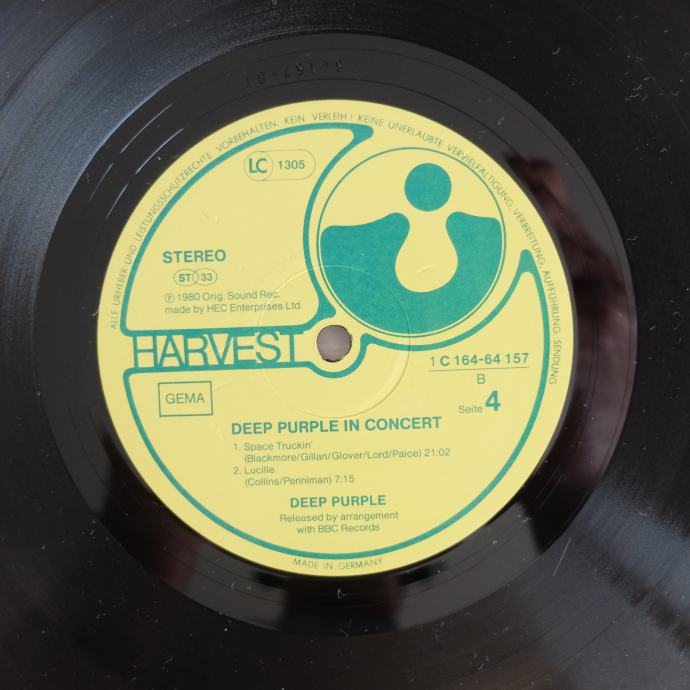 ALLE URHEBER UND LEISTUNGSSCHUTZRECHTE VORBEHALTEN. KEIN VERLEIH! KEINE UNERLAUBTE VERVIELFÄLTIGUNG, VERBREITUNG, AUFFÜHRUNG, SENDUNG
LC 1305
STEREO
ST 33
Ⓟ 1980 Orig. Sound Rec.
made by HEC Enterprises Ltd.
HARVEST
1 C 164-64 157
B
GEMA
Seite 4
DEEP PURPLE IN CONCERT
1. Space Truckin'
(Blackmore/Gillan/Glover/Lord/Paice) 21:02
2. Lucille
(Collins/Penniman) 7:15
DEEP PURPLE
Released by arrangement
with BBC Records
MADE IN GERMANY